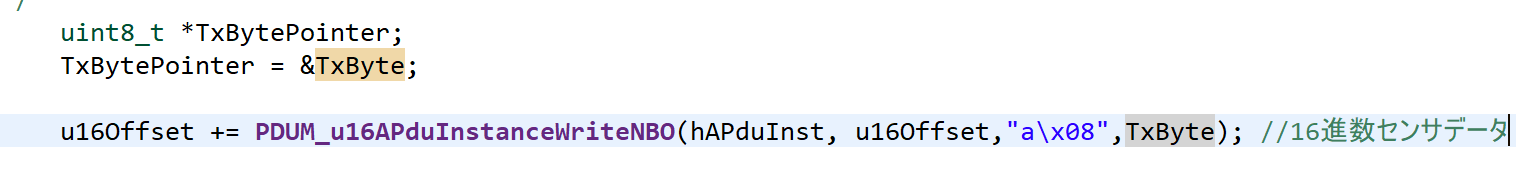 /
uint8_t *TxBytePointer;
TxBytePointer = &TxByte;
u16Offset += PDUM_u16APduInstanceWriteNBO(hAPduInst, u16Offset,"a\x08",TxByte); //16進数センサデータ